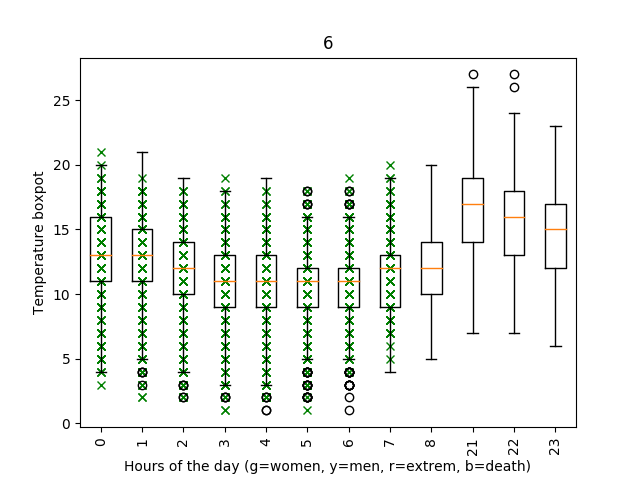 6
Temperature boxpot
25
20
15
10
5
0
0 1 2 3 4 5 6 7 8 21 22 23
Hours of the day (g=women, y=men, r=extrem, b=death)